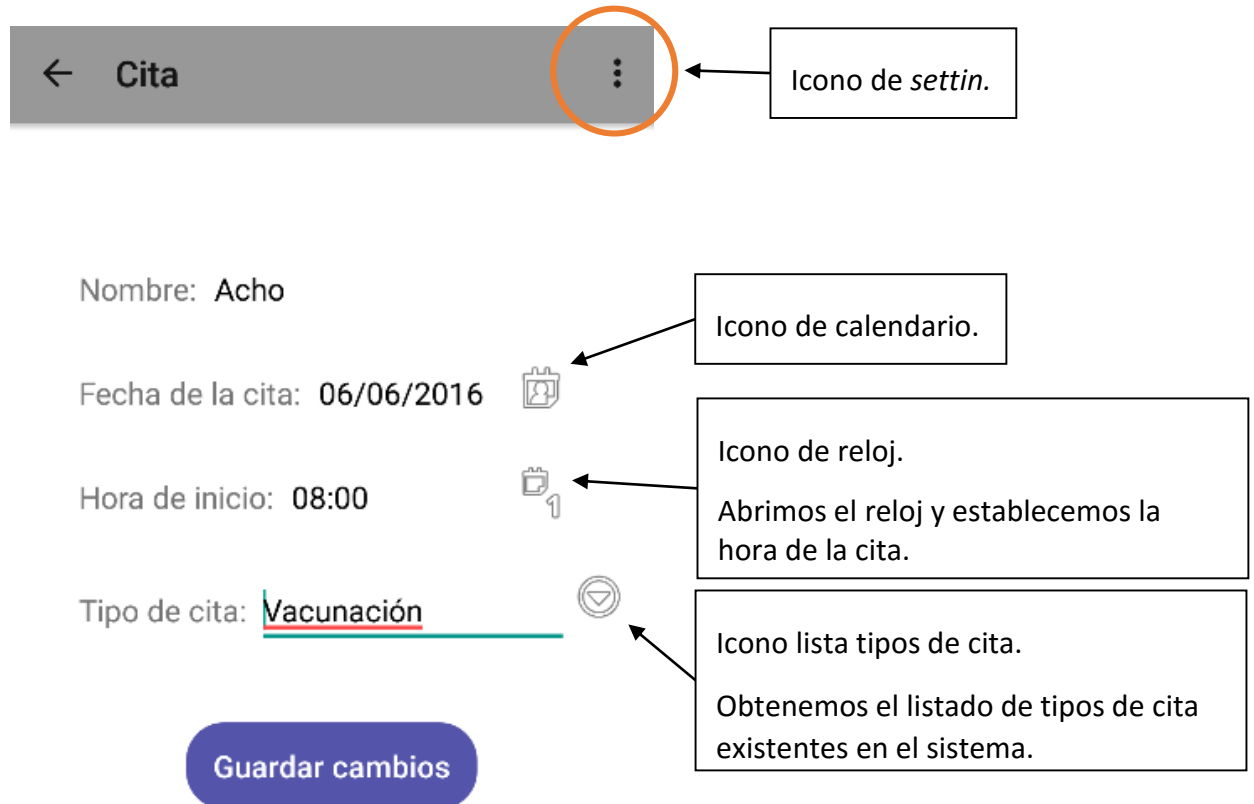 Cita
Icono de settin.
Nombre: Acho
Icono de calendario.
Fecha de la cita: 06/06/2016
Icono de reloj.
Abrimos el reloj y establecemos la
hora de la cita.
Hora de inicio: 08:00
1
Tipo de cita: Vacunación
Icono lista tipos de cita.
Obtenemos el listado de tipos de cita
existentes en el sistema.
Guardar cambios